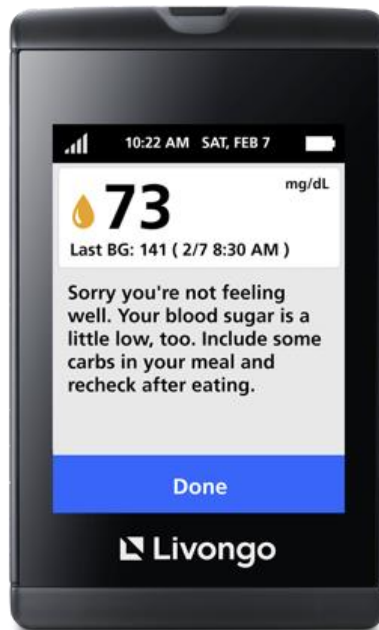 10:22 AM SAT, FEB 7
73
mg/dL
Last BG: 141 ( 2/7 8:30 AM )
Sorry you're not feeling
well. Your blood sugar is a
little low, too. Include some
carbs in your meal and
recheck after eating.
Done
Livongo